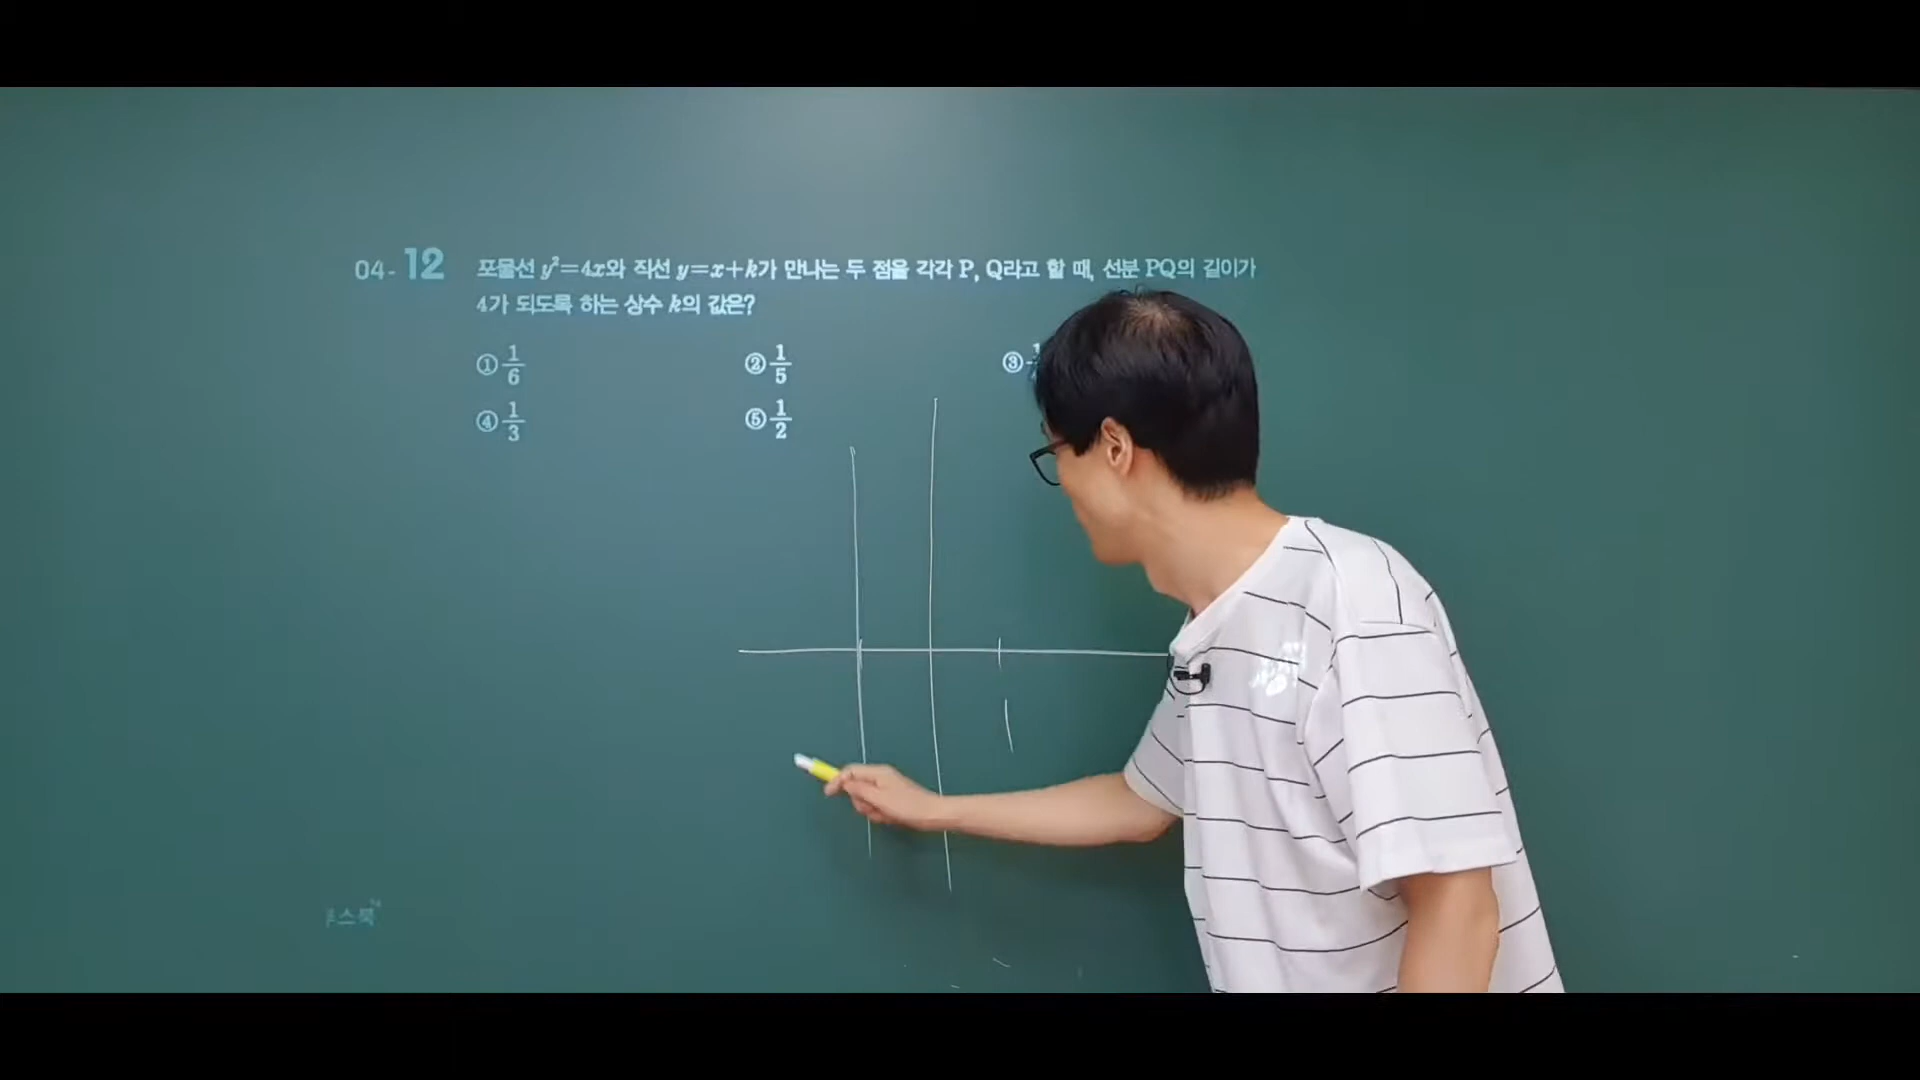 04-12 포물선 y²=4x와 직선 y=x+k가 만나는 두 점을 각각 P, Q라고 할 때, 선분 PQ의 길이가
4가 되도록 하는 상수 k의 값은?
① 1/6 ② 1/5 ③
④ 1/3 ⑤ 1/2
스북